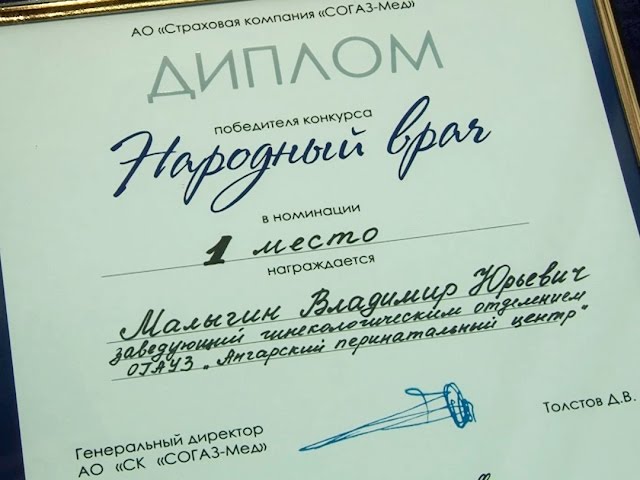 АО «Страховая компания «СОГАЗ-Мед»
ДИПЛОМ
победителя конкурса
Народный врач
в номинации
1 место
награждается
Малыгин Владимир Юрьевич
заведующий гинекологическим отделением
ОГАУЗ „Ангарский перинатальный центр"
Генеральный директор
АО «СК «СОГАЗ-Мед»
Толстов Д.В.